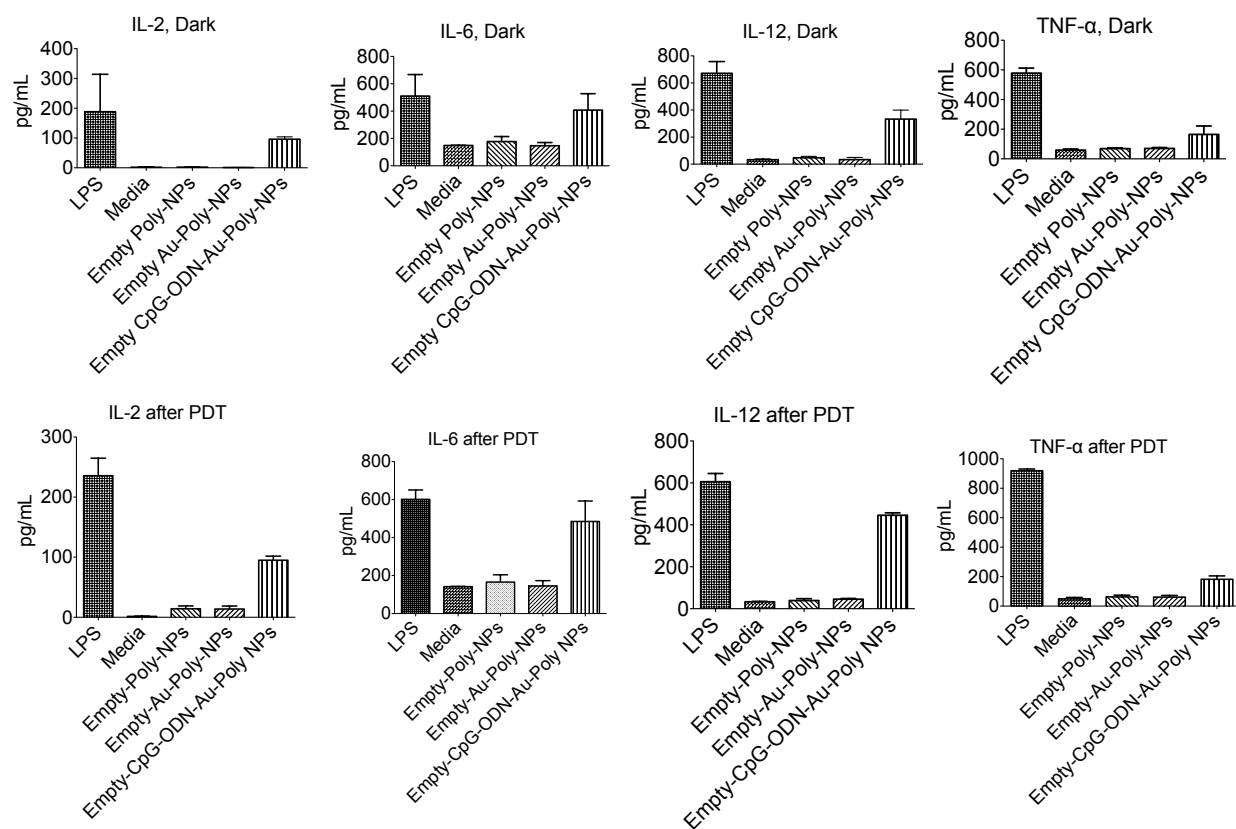 IL-2, Dark
pg/mL
400
300
200
100
0
LPS
Media
Empty Poly-NPs
Empty Au-Poly-NPs
Empty CpG-ODN-Au-Poly-NPs
IL-6, Dark
pg/mL
800
600
400
200
0
LPS
Media
Empty Poly-NPs
Empty Au-Poly-NPs
Empty CpG-ODN-Au-Poly-NPs
IL-12, Dark
pg/mL
800
600
400
200
0
LPS
Media
Empty Poly-NPs
Empty Au-Poly-NPs
Empty CpG-ODN-Au-Poly-NPs
TNF-α, Dark
pg/mL
800
600
400
200
0
LPS
Media
Empty Poly-NPs
Empty Au-Poly-NPs
Empty CpG-ODN-Au-Poly-NPs
IL-2 after PDT
pg/mL
300
200
100
0
LPS
Media
Empty-Poly-NPs
Empty-Au-Poly-NPs
Empty-CpG-ODN-Au-Poly NPs
IL-6 after PDT
pg/mL
800
600
400
200
0
LPS
Media
Empty-Poly-NPs
Empty-Au-Poly-NPs
Empty-CpG-ODN-Au-Poly NPs
IL-12 after PDT
pg/mL
800
600
400
200
0
LPS
Media
Empty-Poly-NPs
Empty-Au-Poly-NPs
Empty-CpG-ODN-Au-Poly NPs
TNF-α after PDT
pg/mL
1000
800
600
400
200
0
LPS
Media
Empty-Poly-NPs
Empty-Au-Poly-NPs
Empty-CpG-ODN-Au-Poly NPs